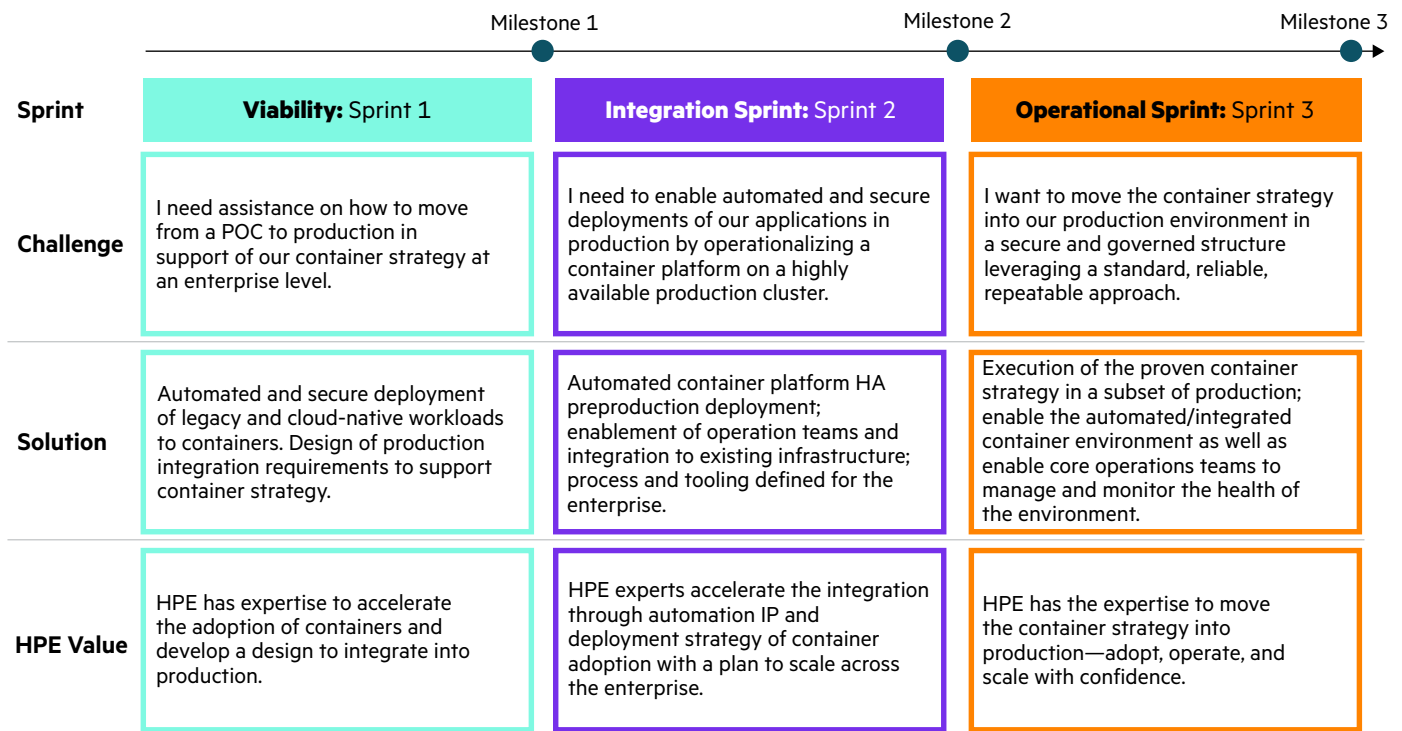 Milestone 1
Milestone 2
Milestone 3
Sprint
Viability: Sprint 1
Integration Sprint: Sprint 2
Operational Sprint: Sprint 3
Challenge
I need assistance on how to move
from a POC to production in
support of our container strategy at
an enterprise level.
I need to enable automated and secure
deployments of our applications in
production by operationalizing a
container platform on a highly
available production cluster.
I want to move the container strategy
into our production environment in
a secure and governed structure
leveraging a standard, reliable,
repeatable approach.
Solution
Automated and secure deployment
of legacy and cloud-native workloads
to containers. Design of production
integration requirements to support
container strategy.
Automated container platform HA
preproduction deployment;
enablement of operation teams and
integration to existing infrastructure;
process and tooling defined for the
enterprise.
Execution of the proven container
strategy in a subset of production;
enable the automated/integrated
container environment as well as
enable core operations teams to
manage and monitor the health of
the environment.
HPE Value
HPE has expertise to accelerate
the adoption of containers and
develop a design to integrate into
production.
HPE experts accelerate the integration
through automation IP and
deployment strategy of container
adoption with a plan to scale across
the enterprise.
HPE has the expertise to move
the container strategy into
production—adopt, operate, and
scale with confidence.